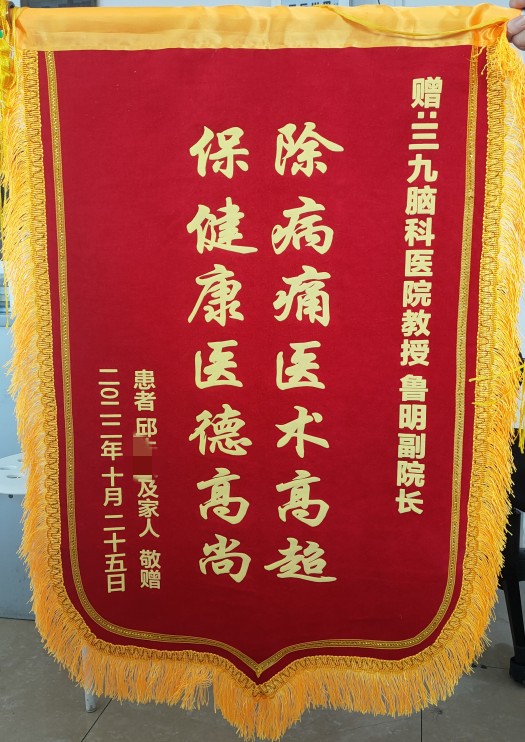 赠:三九脑科医院教授 鲁明副院长
除病痛医术高超
保健康医德高尚
患者 邱 及家人 敬赠
二〇二二年十月二十五日